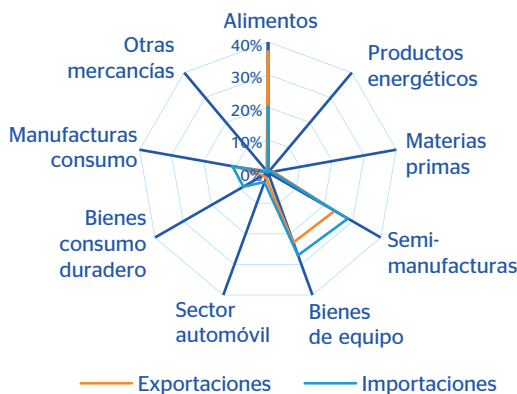 Alimentos
40%
30%
20%
10%
0%
Productos
energéticos
Materias
primas
Semi-
manufacturas
Bienes
de equipo
Sector
automóvil
Bienes
consumo
duradero
Manufacturas
consumo
Otras
mercancías
Exportaciones
Importaciones